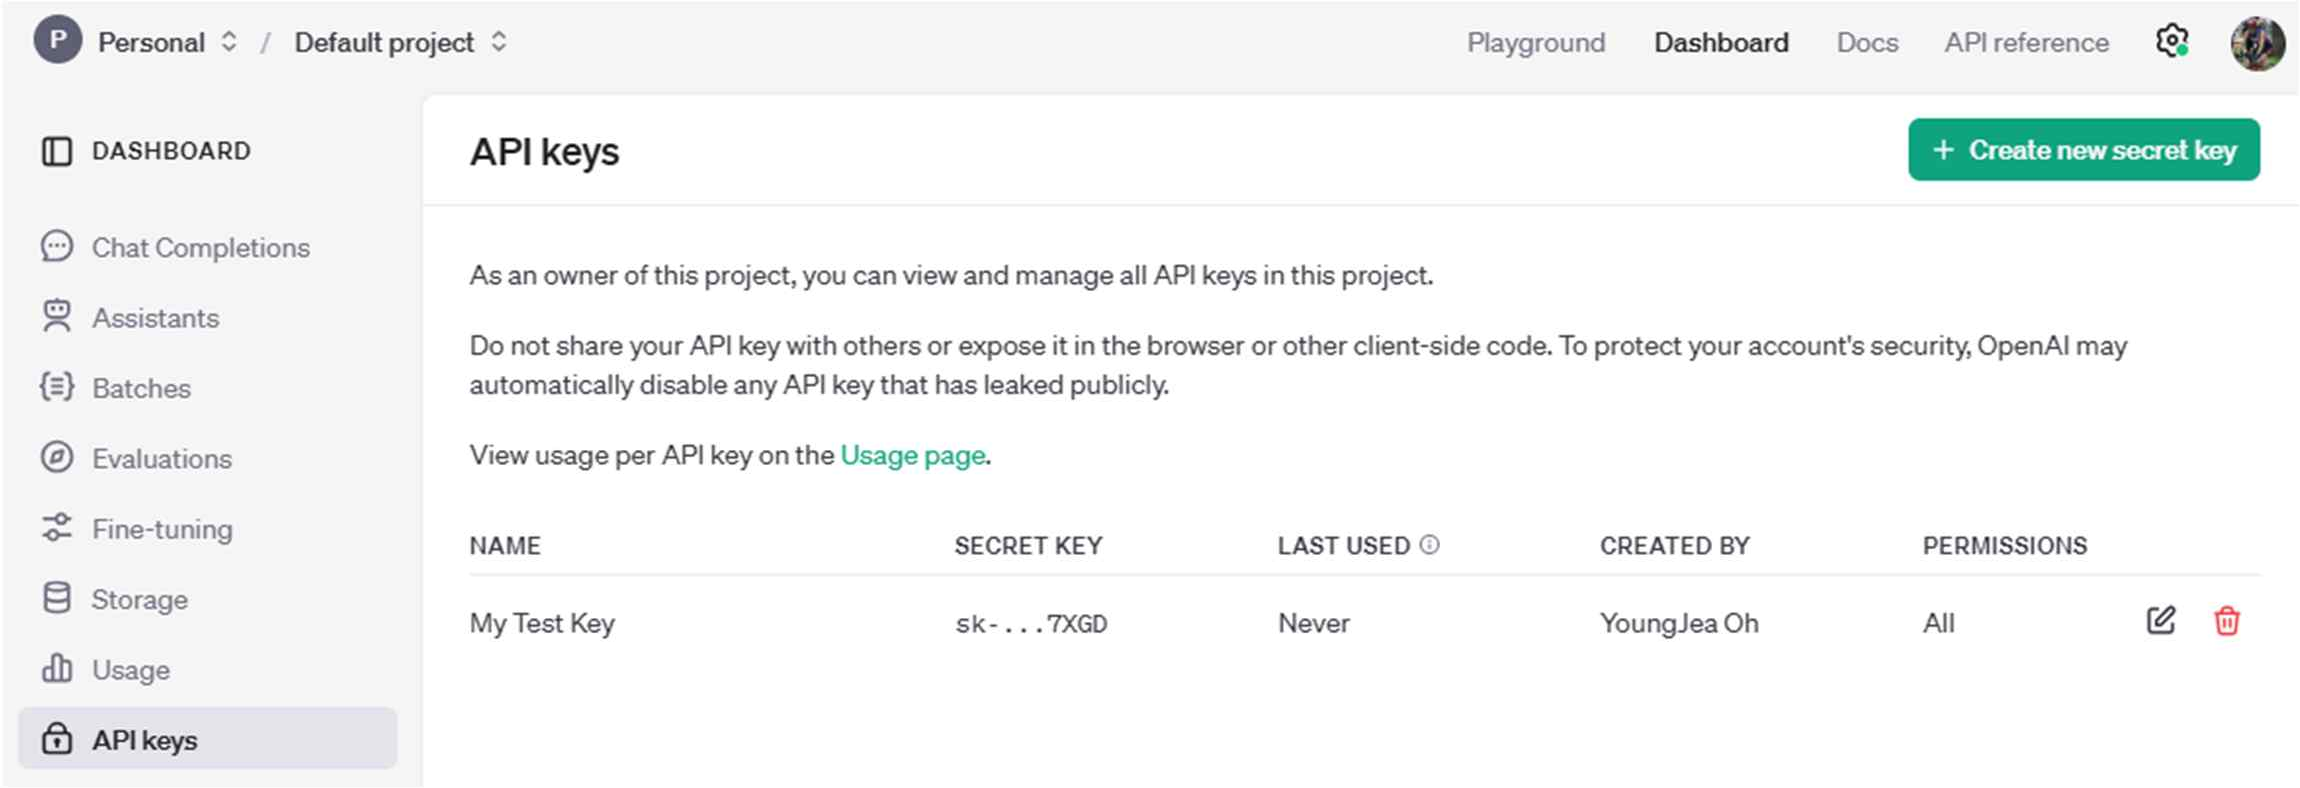 P Personal / Default project Playground Dashboard Docs API reference
DASHBOARD
Chat Completions
Assistants
Batches
Evaluations
Fine-tuning
Storage
Usage
API keys
API keys
+ Create new secret key
As an owner of this project, you can view and manage all API keys in this project.
Do not share your API key with others or expose it in the browser or other client-side code. To protect your account's security, OpenAI may
automatically disable any API key that has leaked publicly.
View usage per API key on the Usage page.
NAME SECRET KEY LAST USED CREATED BY PERMISSIONS
My Test Key sk-...7XGD Never YoungJea Oh All